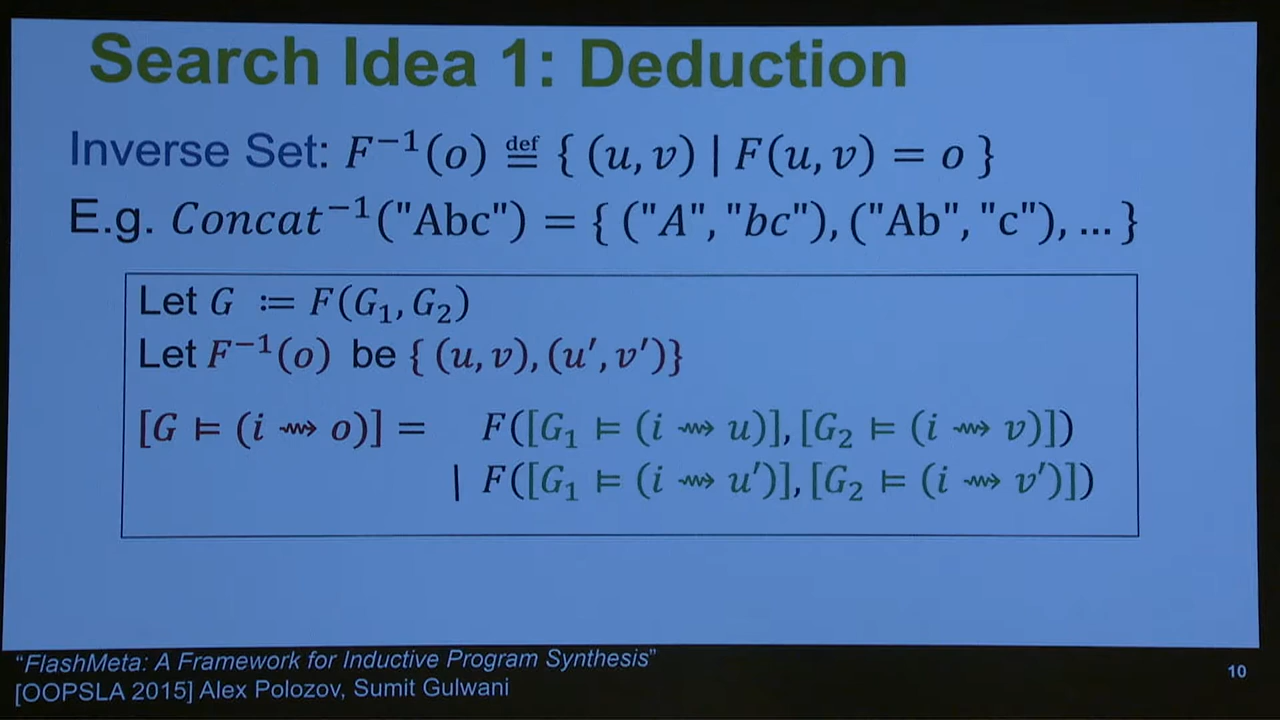 Search Idea 1: Deduction
Inverse Set: F⁻¹(o) ≝ { (u, v) | F(u, v) = o }
E.g. Concat⁻¹("Abc") = { ("A", "bc"), ("Ab", "c"), ... }
Let G := F(G₁, G₂)
Let F⁻¹(o) be { (u, v), (u′, v′)}
[G ⊨ (i ⇝ o)] = F([G₁ ⊨ (i ⇝ u)], [G₂ ⊨ (i ⇝ v)])
| F([G₁ ⊨ (i ⇝ u′)], [G₂ ⊨ (i ⇝ v′)])
"FlashMeta: A Framework for Inductive Program Synthesis"
[OOPSLA 2015] Alex Polozov, Sumit Gulwani
10